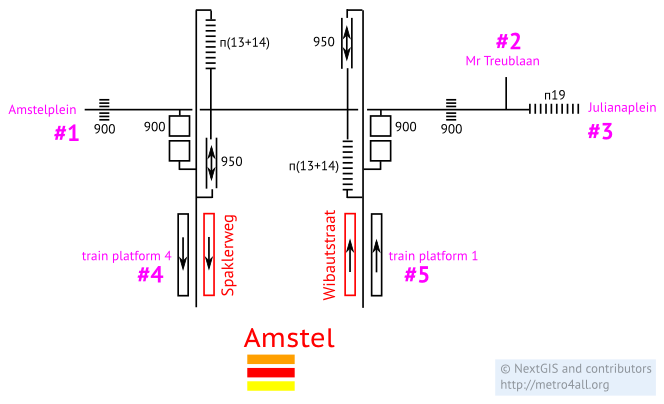 #2
Mr Treublaan
п(13+14)
950
п19
Amstelplein
#1
900
900
900
900
Julianaplein
#3
950
п(13+14)
train platform 4
#4
Spaklerweg
Wibautstraat
train platform 1
#5
Amstel
© NextGIS and contributors
http://metro4all.org